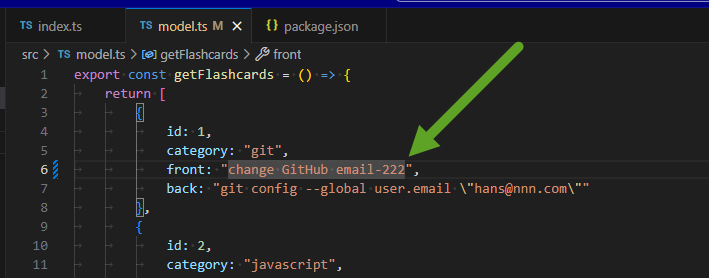 TS index.ts TS model.ts M × {} package.json
src > TS model.ts > getFlashcards > front
1 export const getFlashcards = () => {
2 return [
3 {
4 id: 1,
5 category: "git",
6 front: "change GitHub email-222",
7 back: "git config --global user.email \"hans@nnn.com\""
8 },
9 {
10 id: 2,
11 category: "javascript",